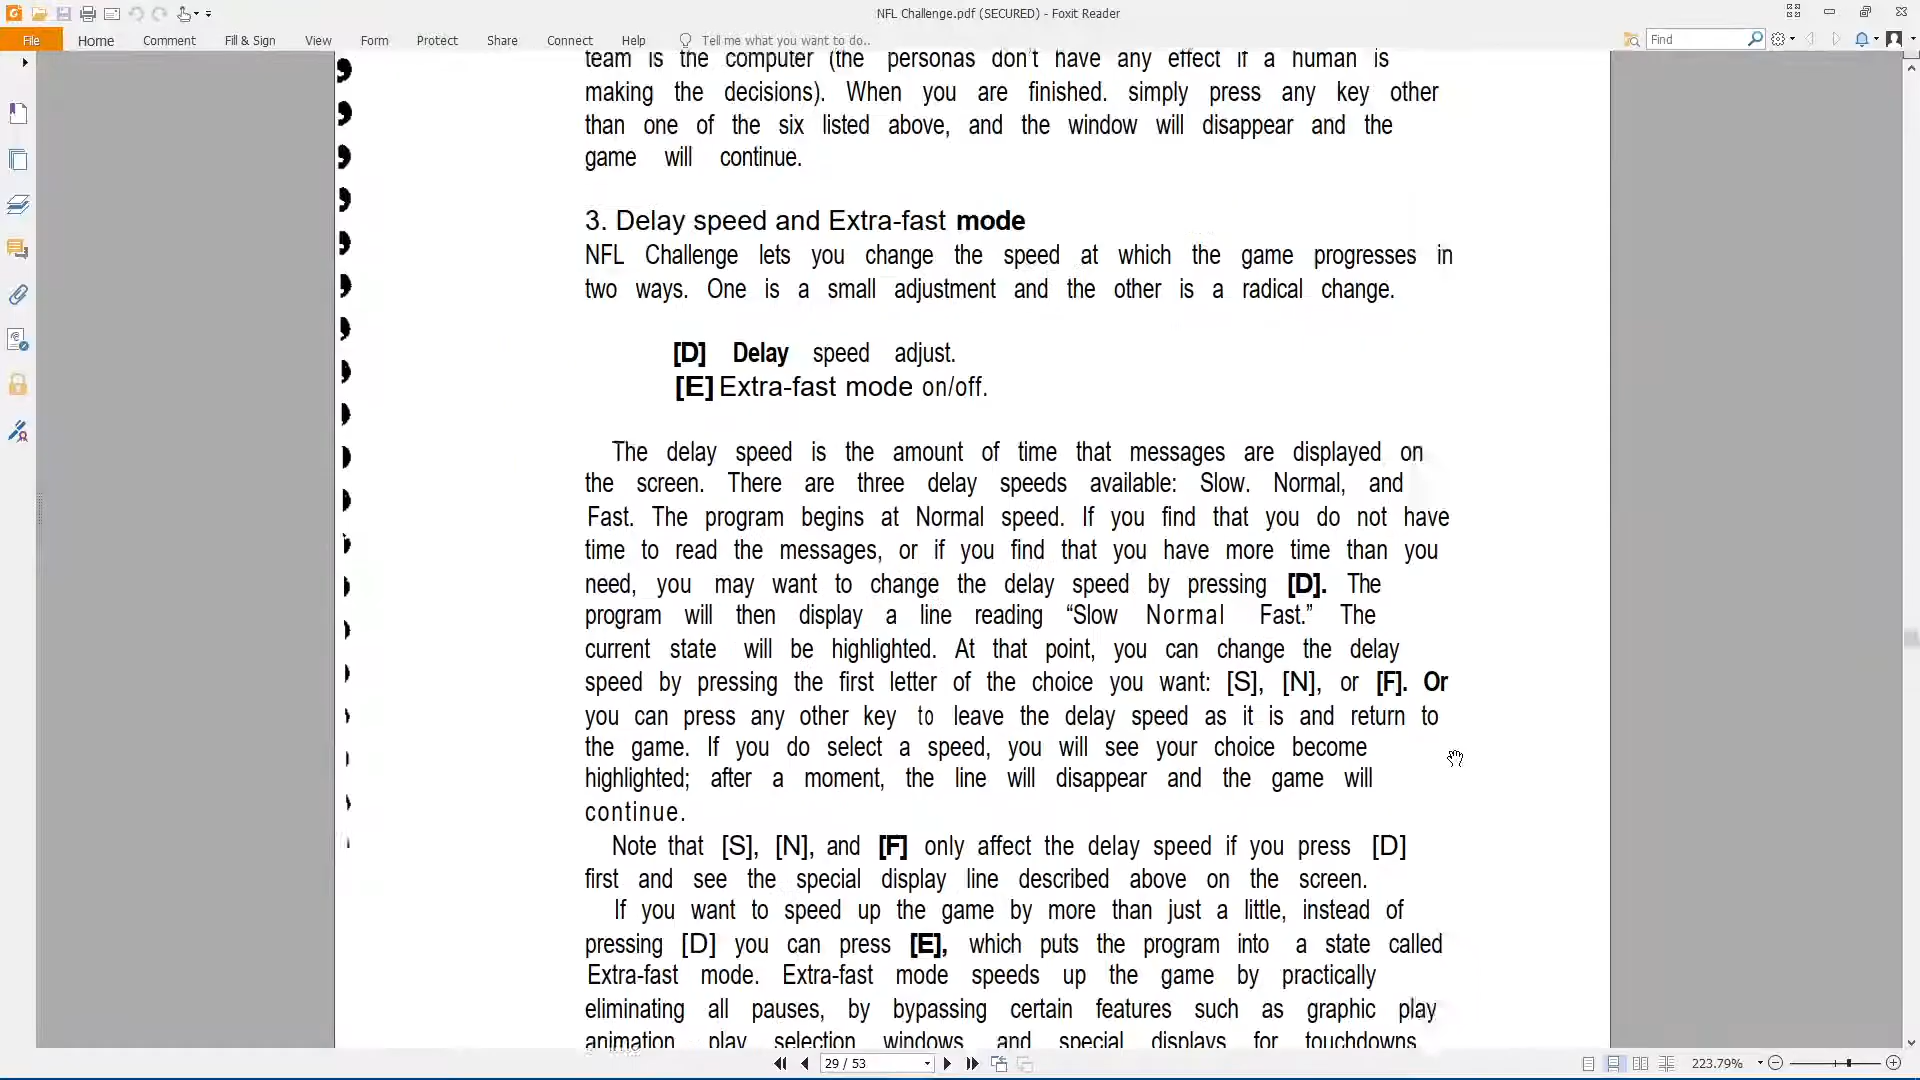 NFL Challenge.pdf (SECURED) - Foxit Reader
File Home Comment Fill & Sign View Form Protect Share Connect Help Tell me what you want to do.. Find
team is the computer (the personas don't have any effect if a human is
making the decisions). When you are finished. simply press any key other
than one of the six listed above, and the window will disappear and the
game will continue.
3. Delay speed and Extra-fast mode
NFL Challenge lets you change the speed at which the game progresses in
two ways. One is a small adjustment and the other is a radical change.
[D] Delay speed adjust.
[E] Extra-fast mode on/off.
The delay speed is the amount of time that messages are displayed on
the screen. There are three delay speeds available: Slow. Normal, and
Fast. The program begins at Normal speed. If you find that you do not have
time to read the messages, or if you find that you have more time than you
need, you may want to change the delay speed by pressing [D]. The
program will then display a line reading “Slow Normal Fast.” The
current state will be highlighted. At that point, you can change the delay
speed by pressing the first letter of the choice you want: [S], [N], or [F]. Or
you can press any other key to leave the delay speed as it is and return to
the game. If you do select a speed, you will see your choice become
highlighted; after a moment, the line will disappear and the game will
continue.
Note that [S], [N], and [F] only affect the delay speed if you press [D]
first and see the special display line described above on the screen.
If you want to speed up the game by more than just a little, instead of
pressing [D] you can press [E], which puts the program into a state called
Extra-fast mode. Extra-fast mode speeds up the game by practically
eliminating all pauses, by bypassing certain features such as graphic play
animation play selection windows and special displays for touchdowns
29 / 53
223.79%